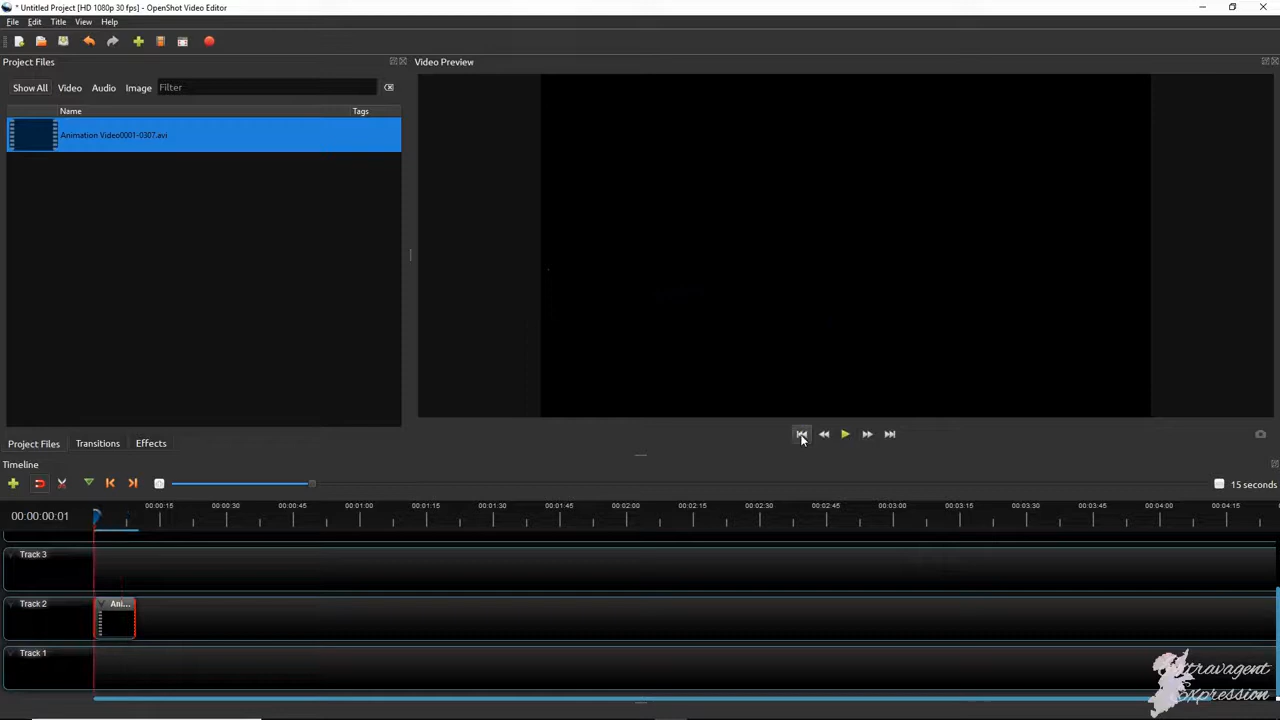 * Untitled Project [HD 1080p 30 fps] - OpenShot Video Editor
File Edit Title View Help
Project Files
Video Preview
Show All Video Audio Image Filter
Name Tags
Animation Video0001-0307.avi
Project Files Transitions Effects
Timeline
15 seconds
00:00:00:01
00:00:15 00:00:30 00:00:45 00:01:00 00:01:15 00:01:30 00:01:45 00:02:00 00:02:15 00:02:30 00:02:45 00:03:00 00:03:15 00:03:30 00:03:45 00:04:00 00:04:15
Track 3
Track 2
Ani...
Track 1
travagent
xpression